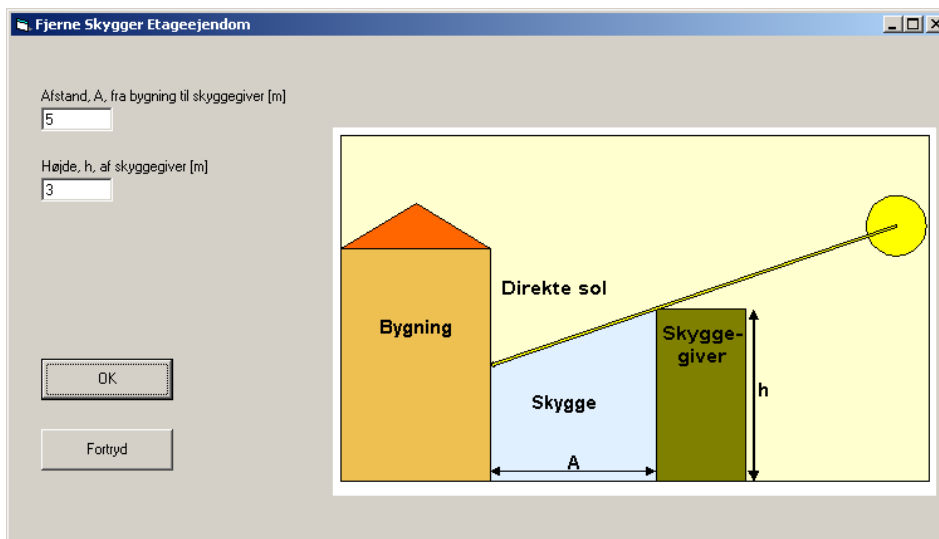 Fjerne Skygger Etageejendom
Afstand, A, fra bygning til skyggegiver [m]
5
Højde, h, af skyggegiver [m]
3
OK
Fortryd
Direkte sol
Bygning
Skygge-
giver
Skygge
h
A